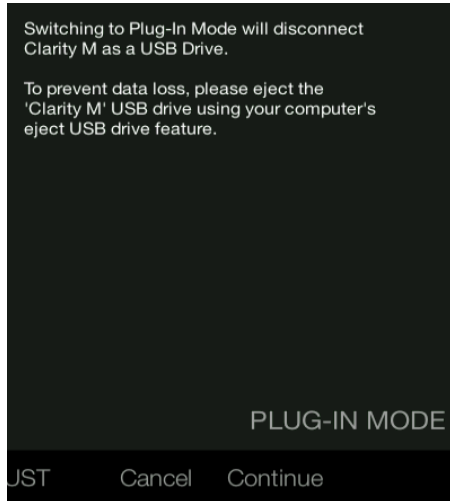 Switching to Plug-In Mode will disconnect
Clarity M as a USB Drive.
To prevent data loss, please eject the
'Clarity M' USB drive using your computer's
eject USB drive feature.
PLUG-IN MODE
UST Cancel Continue